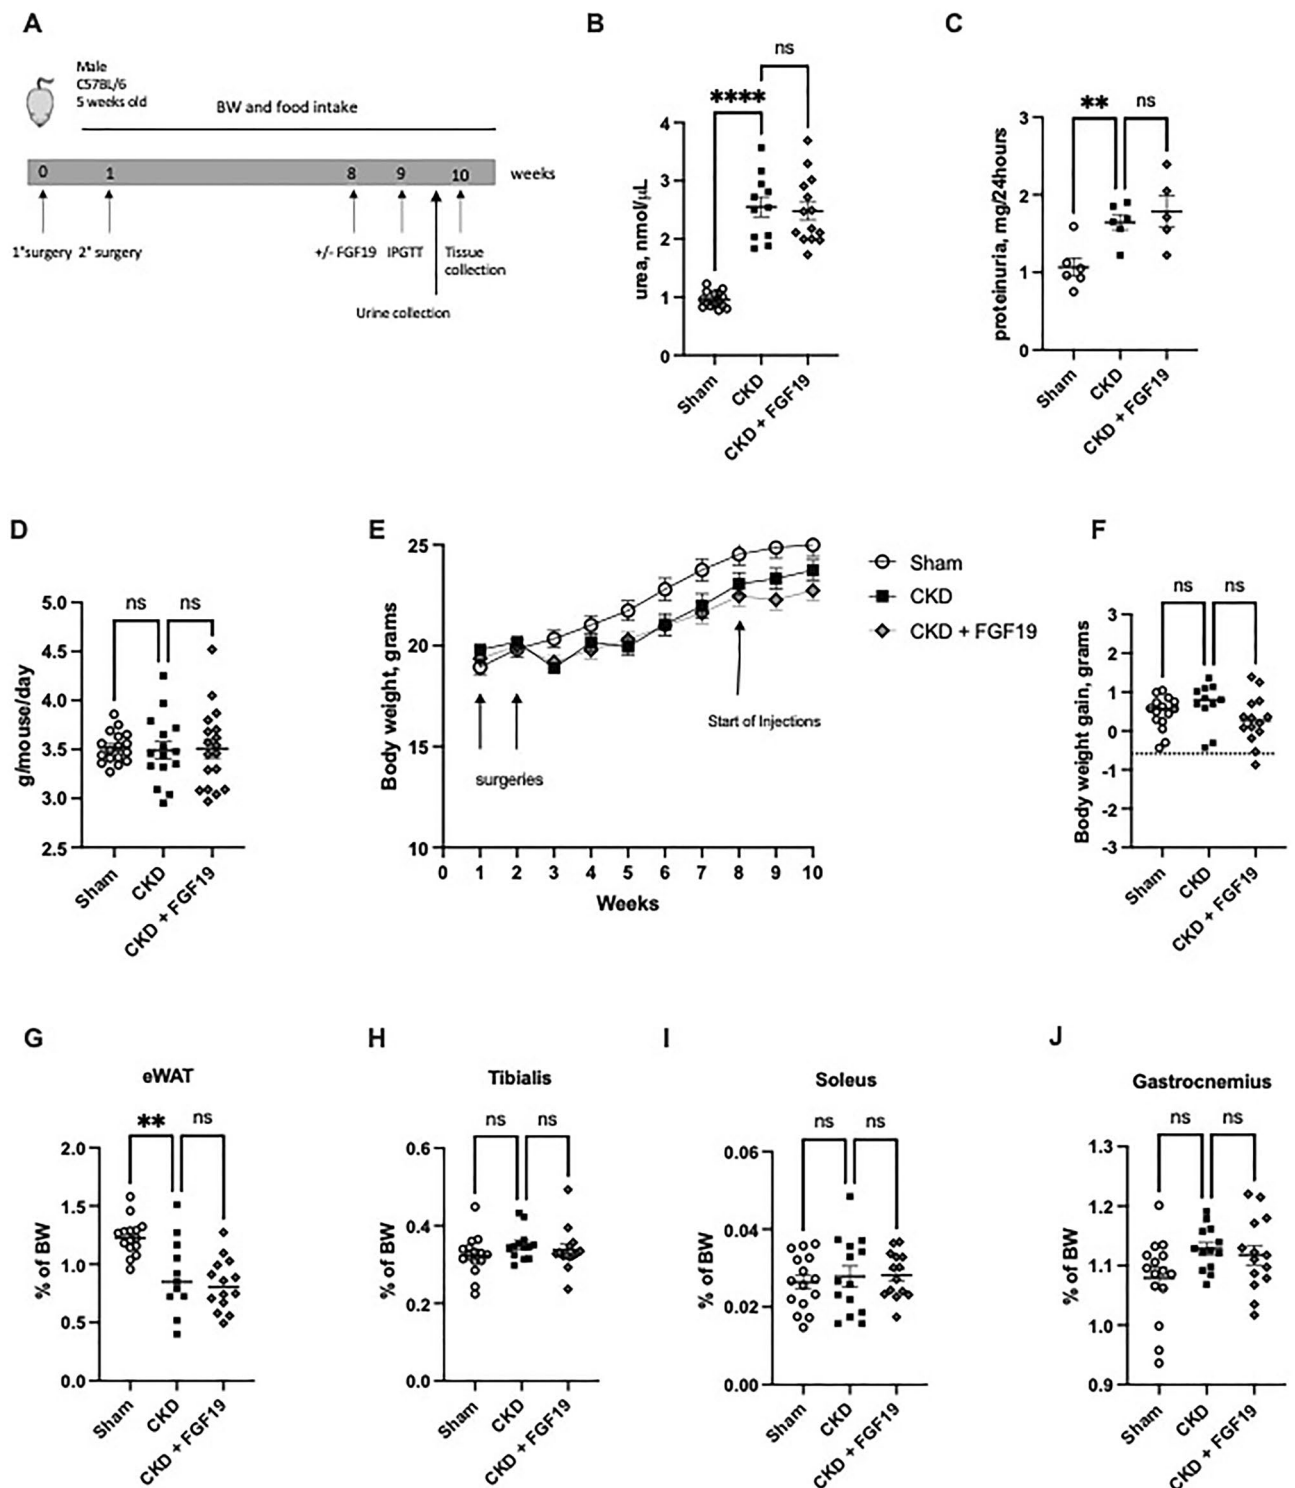 A
Male
C57BL/6
5 weeks old
BW and food intake
0 1 8 9 10 weeks
1°surgery 2° surgery +/- FGF19 IPGTT Tissue
collection
Urine collection
B
ns
****
urea, nmol/µL
4
3
2
1
0
Sham
CKD
CKD + FGF19
C
** ns
proteinuria, mg/24hours
3
2
1
0
Sham
CKD
CKD + FGF19
D
ns ns
g/mouse/day
5.0
4.5
4.0
3.5
3.0
2.5
Sham
CKD
CKD + FGF19
E
Body weight, grams
25
20
15
10
0 1 2 3 4 5 6 7 8 9 10
Weeks
surgeries
Start of Injections
Sham
CKD
CKD + FGF19
F
ns ns
Body weight gain, grams
3
2
1
0
-1
-2
-3
Sham
CKD
CKD + FGF19
G
eWAT
** ns
% of BW
2.0
1.5
1.0
0.5
0.0
Sham
CKD
CKD + FGF19
H
Tibialis
ns ns
% of BW
0.6
0.4
0.2
0.0
Sham
CKD
CKD + FGF19
I
Soleus
ns ns
% of BW
0.06
0.04
0.02
0.00
Sham
CKD
CKD + FGF19
J
Gastrocnemius
ns ns
% of BW
1.3
1.2
1.1
1.0
0.9
Sham
CKD
CKD + FGF19